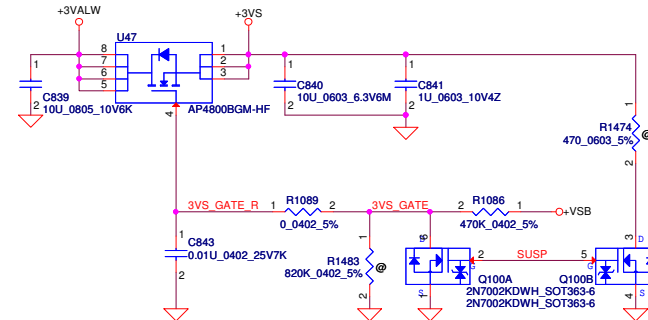 +3VALW
+3VS
U47
8 1
7 2
6 3
5
4
AP4800BGM-HF
1
C839
2
10U_0805_10V6K
1
C840
10U_0603_6.3V6M
2
1
C841
1U_0603_10V4Z
2
1
R1474
@
470_0603_5%
2
3VS_GATE_R
1 R1089 2
0_0402_5%
3VS_GATE
2 R1086 1
470K_0402_5%
+VSB
1
C843
0.01U_0402_25V7K
2
1
R1483
@
820K_0402_5%
2
6
D
2
G
S
1
SUSP
5
G
3
D
S
4
Q100A
Q100B
2N7002KDWH_SOT363-6
2N7002KDWH_SOT363-6